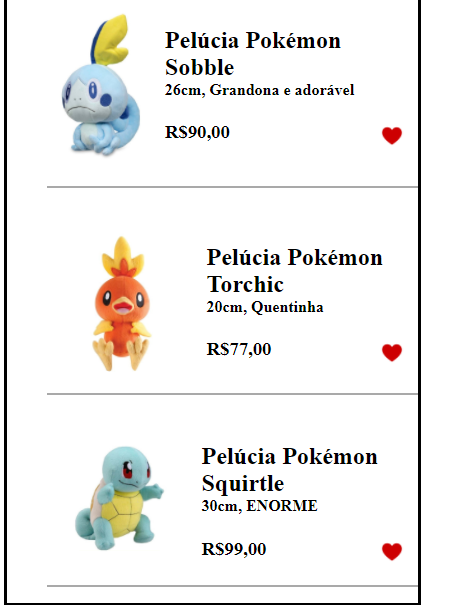 Pelúcia Pokémon
Sobble
26cm, Grandona e adorável
R$90,00
Pelúcia Pokémon
Torchic
20cm, Quentinha
R$77,00
Pelúcia Pokémon
Squirtle
30cm, ENORME
R$99,00